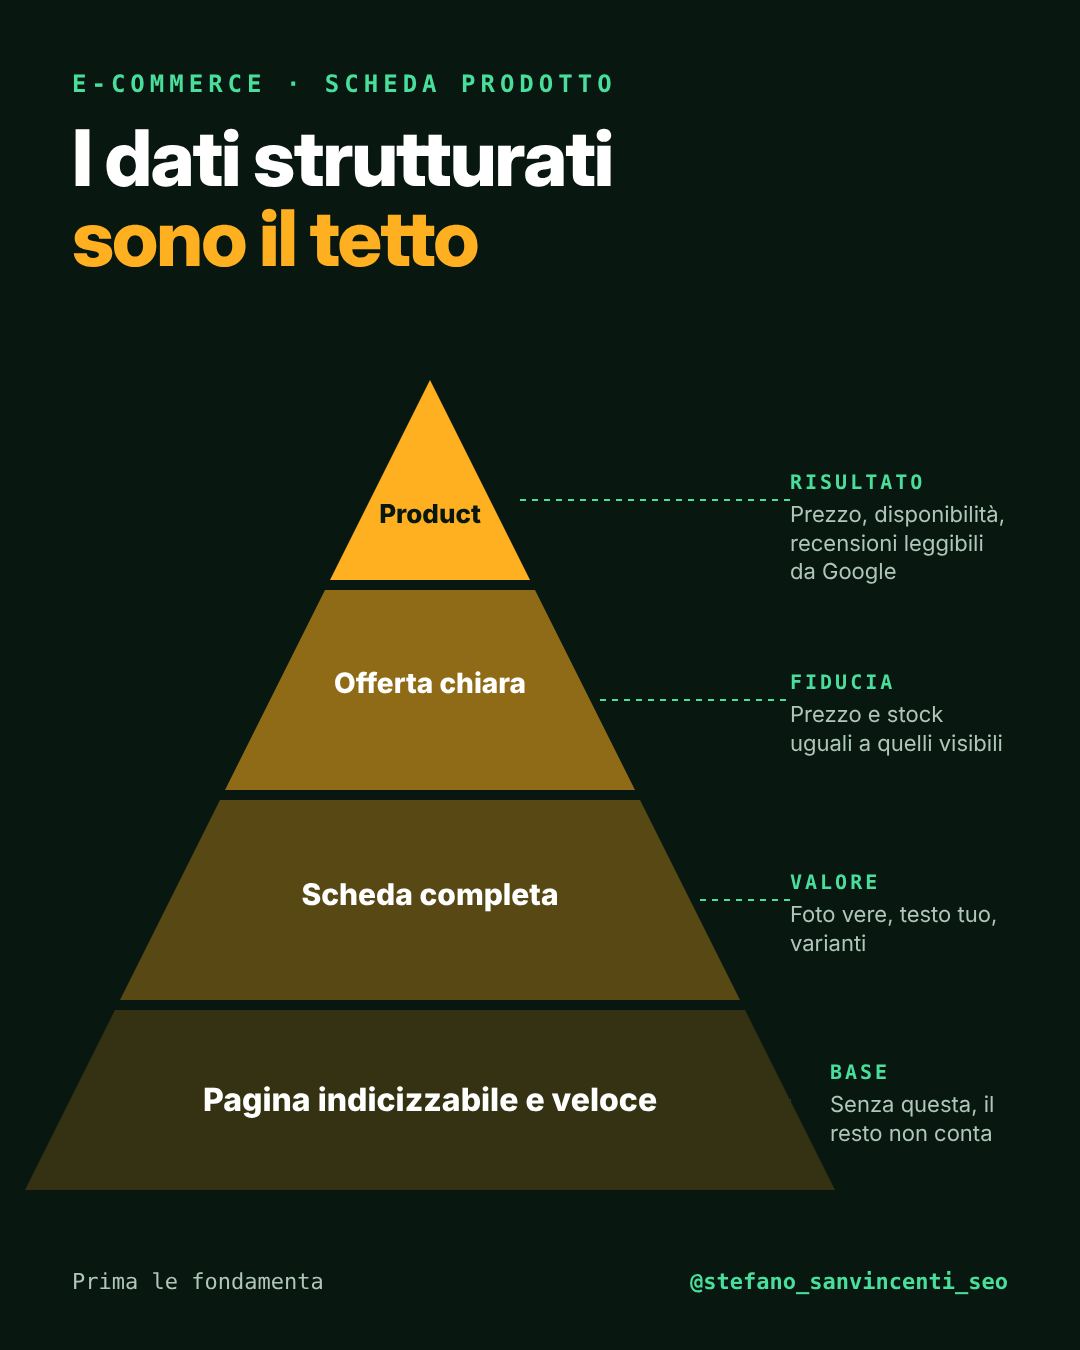 E-COMMERCE · SCHEDA PRODOTTO
I dati strutturati
sono il tetto
Product
RISULTATO
Prezzo, disponibilità,
recensioni leggibili
da Google
Offerta chiara
FIDUCIA
Prezzo e stock
uguali a quelli visibili
Scheda completa
VALORE
Foto vere, testo tuo,
varianti
Pagina indicizzabile e veloce
BASE
Senza questa, il
resto non conta
Prima le fondamenta
@stefano_sanvincenti_seo